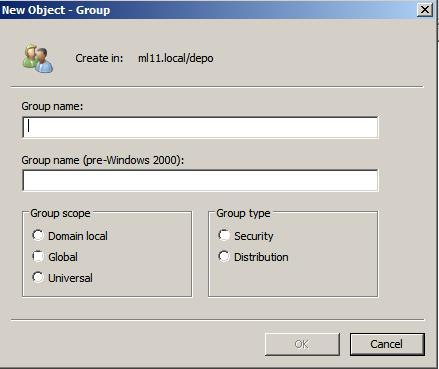 New Object - Group
Create in: ml11.local/depo
Group name:
Group name (pre-Windows 2000):
Group scope
Domain local
Global
Universal
Group type
Security
Distribution
OK
Cancel